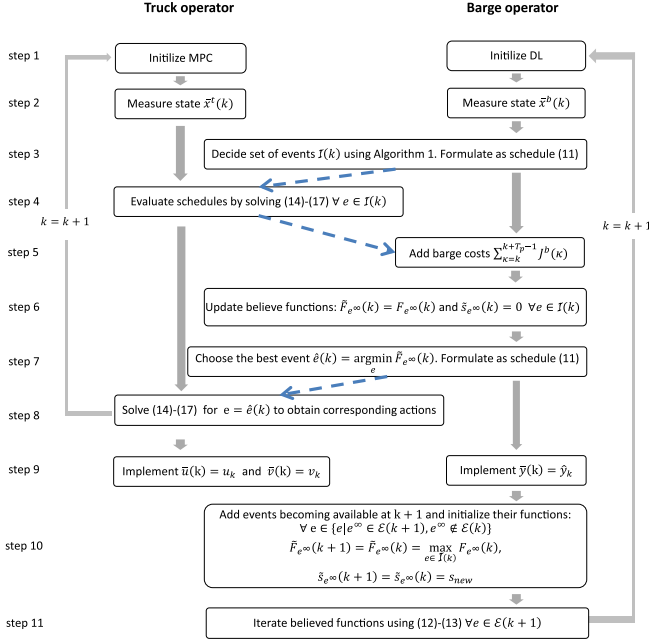 Truck operator
Barge operator
step 1
Initilize MPC
Initilize DL
step 2
Measure state x̄ᵗ(k)
Measure state x̄ᵇ(k)
step 3
Decide set of events I(k) using Algorithm 1. Formulate as schedule (11)
step 4
Evaluate schedules by solving (14)-(17) ∀ e ∈ I(k)
k = k + 1
k = k + 1
step 5
Add barge costs ∑_{κ=k}^{k+T_p−1} Jᵇ(κ)
step 6
Update believe functions: F̃_{e^∞}(k) = F_{e^∞}(k) and s̃_{e^∞}(k) = 0 ∀e ∈ I(k)
step 7
Choose the best event ê(k) = argmin_e F̃_{e^∞}(k). Formulate as schedule (11)
step 8
Solve (14)-(17) for e = ê(k) to obtain corresponding actions
step 9
Implement ū(k) = u_k and v̄(k) = v_k
Implement ȳ(k) = ŷ_k
step 10
Add events becoming available at k + 1 and initialize their functions:
∀ e ∈ {e|e^∞ ∈ ℰ(k + 1), e^∞ ∉ ℰ(k)}
F̃_{e^∞}(k + 1) = F̃_{e^∞}(k) = max_{e∈I(k)} F_{e^∞}(k),
s̃_{e^∞}(k + 1) = s̃_{e^∞}(k) = s_{new}
step 11
Iterate believed functions using (12)-(13) ∀e ∈ ℰ(k + 1)